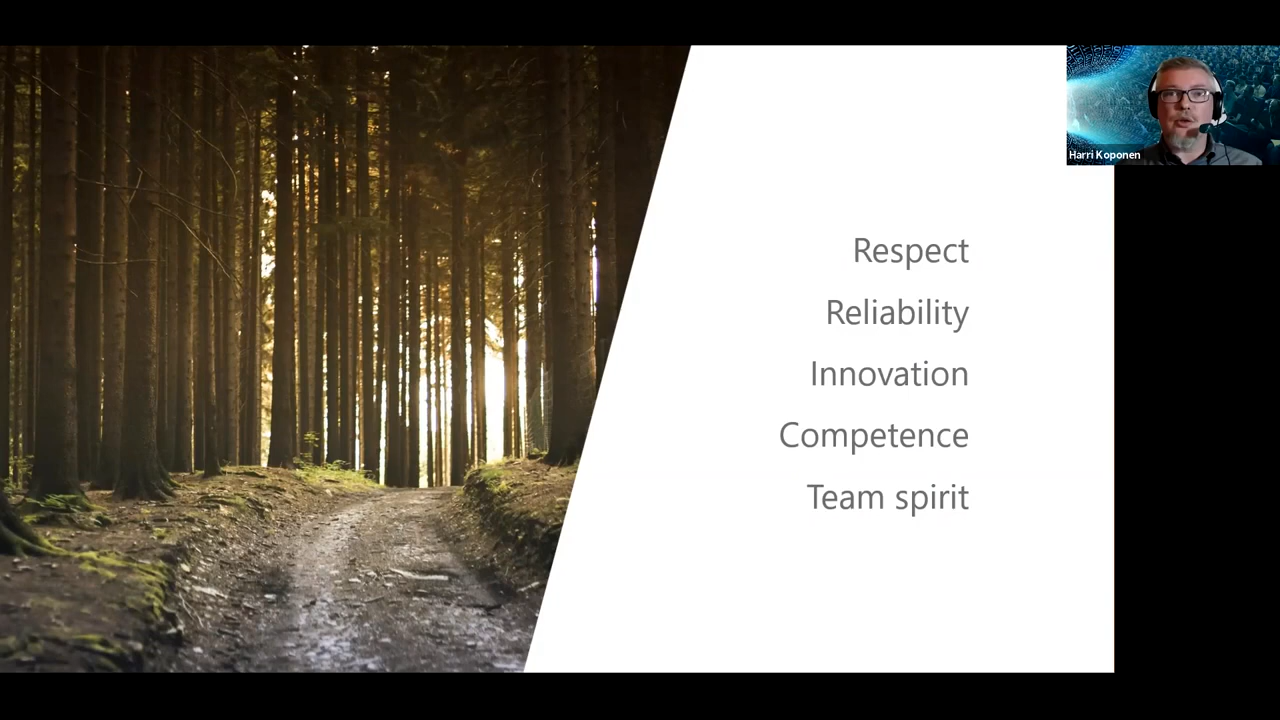 Harri Koponen
Respect
Reliability
Innovation
Competence
Team spirit